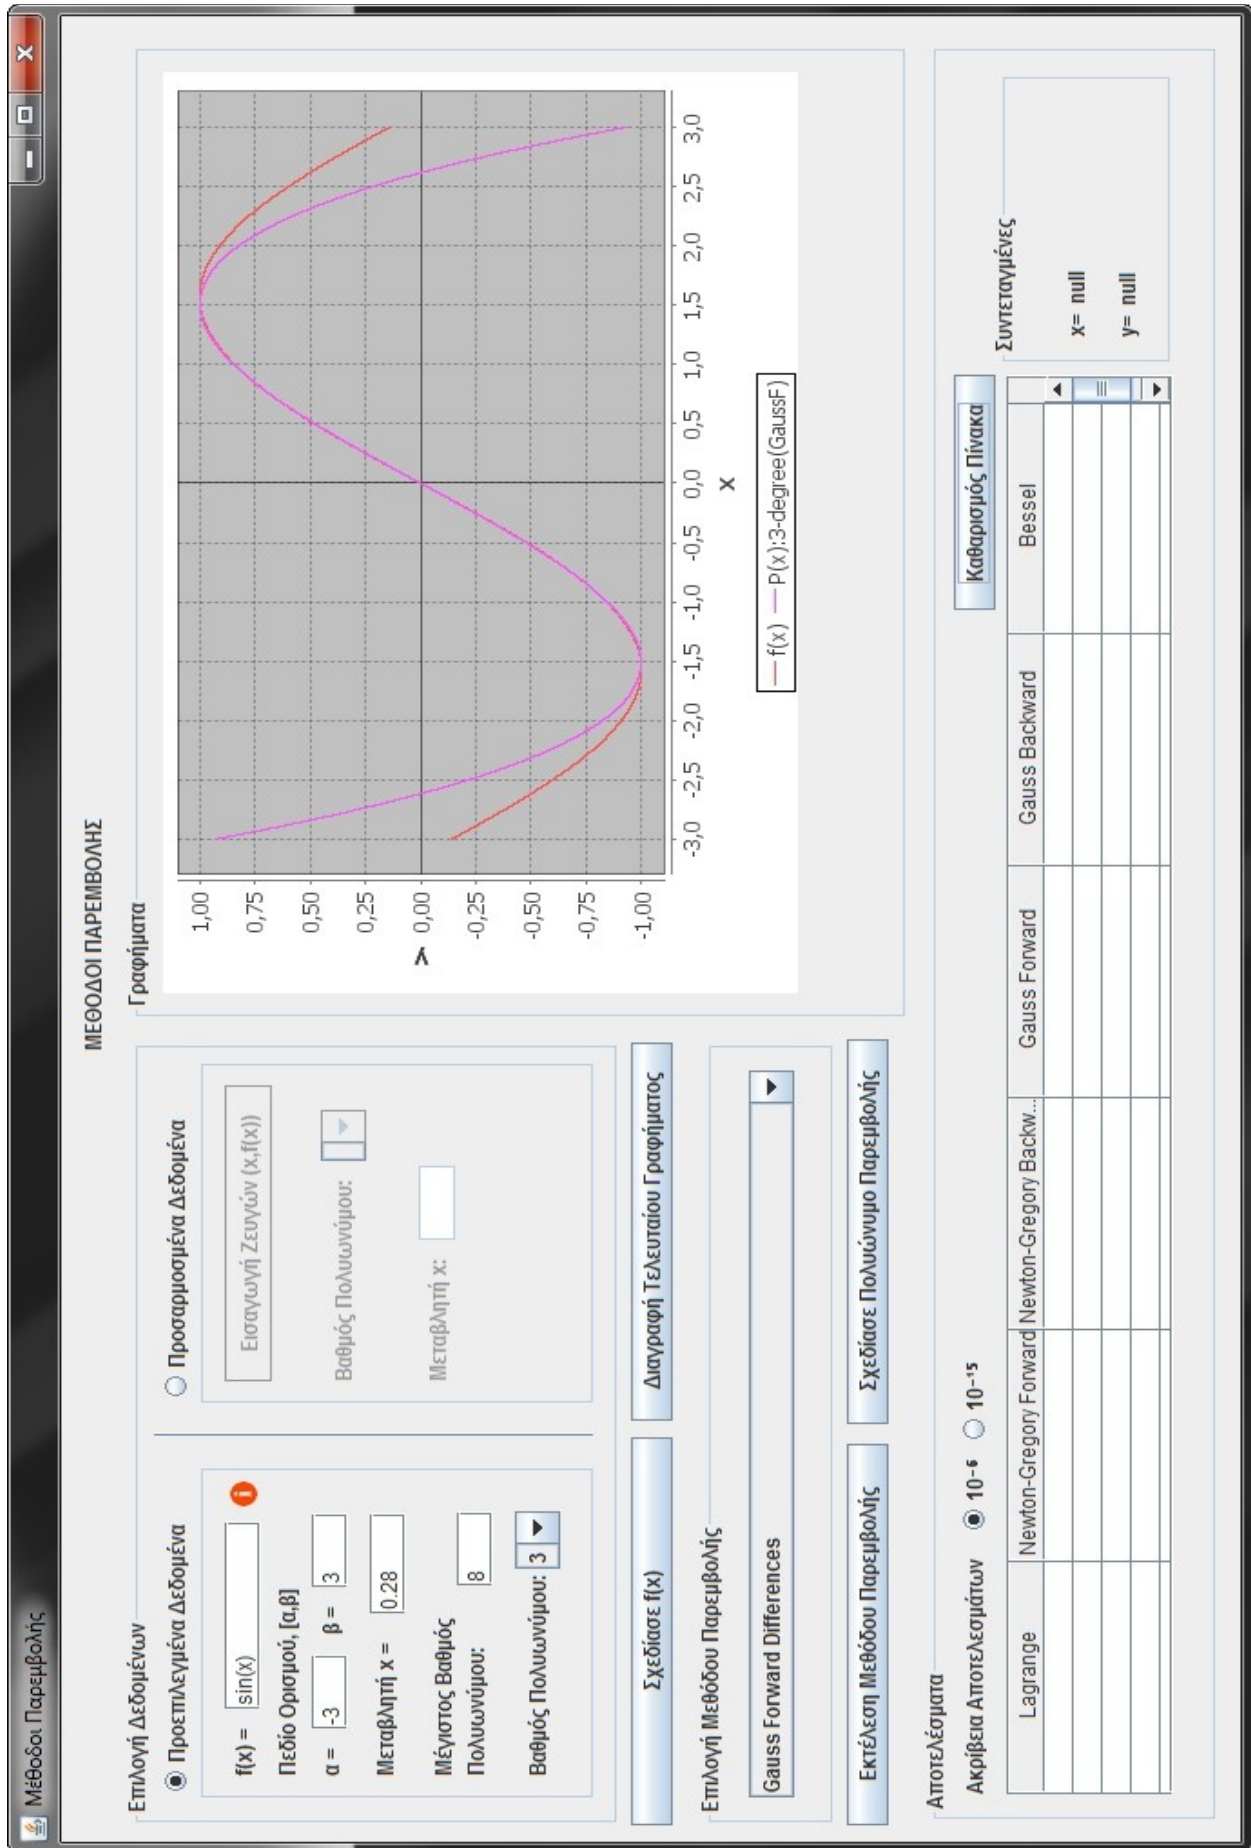 Μέθοδοι Παρεμβολής
ΜΕΘΟΔΟΙ ΠΑΡΕΜΒΟΛΗΣ
Επιλογή Δεδομένων
Προεπιλεγμένα Δεδομένα
f(x) = sin(x)
Πεδίο Ορισμού, [α,β]
α = -3 β = 3
Μεταβλητή x = 0.28
Μέγιστος Βαθμός
Πολυωνύμου: 8
Βαθμός Πολυωνύμου: 3
Προσαρμοσμένα Δεδομένα
Εισαγωγή Ζευγών (x,f(x))
Βαθμός Πολυωνύμου:
Μεταβλητή x:
Σχεδίασε f(x)
Διαγραφή Τελευταίου Γραφήματος
Επιλογή Μεθόδου Παρεμβολής
Gauss Forward Differences
Εκτέλεση Μεθόδου Παρεμβολής
Σχεδίασε Πολυώνυμο Παρεμβολής
Γραφήματα
1,00
0,75
0,50
0,25
0,00
-0,25
-0,50
-0,75
-1,00
Y
-3,0 -2,5 -2,0 -1,5 -1,0 -0,5 0,0 0,5 1,0 1,5 2,0 2,5 3,0
X
f(x) P(x):3-degree(GaussF)
Αποτελέσματα
Ακρίβεια Αποτελεσμάτων 10⁻⁶ 10⁻¹⁵
Καθαρισμός Πίνακα
Lagrange Newton-Gregory Forward Newton-Gregory Backw... Gauss Forward Gauss Backward Bessel
Συντεταγμένες
x= null
y= null